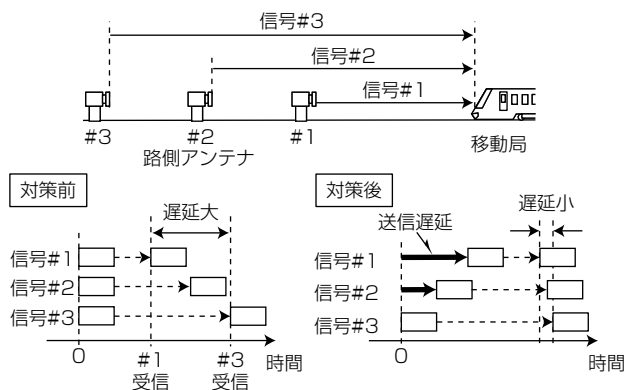 信号#3
信号#2
信号#1
#3
#2
#1
路側アンテナ
移動局
対策前
遅延大
信号#1
信号#2
信号#3
0
#1
受信
#3
受信
時間
対策後
遅延小
送信遅延
信号#1
信号#2
信号#3
0
時間